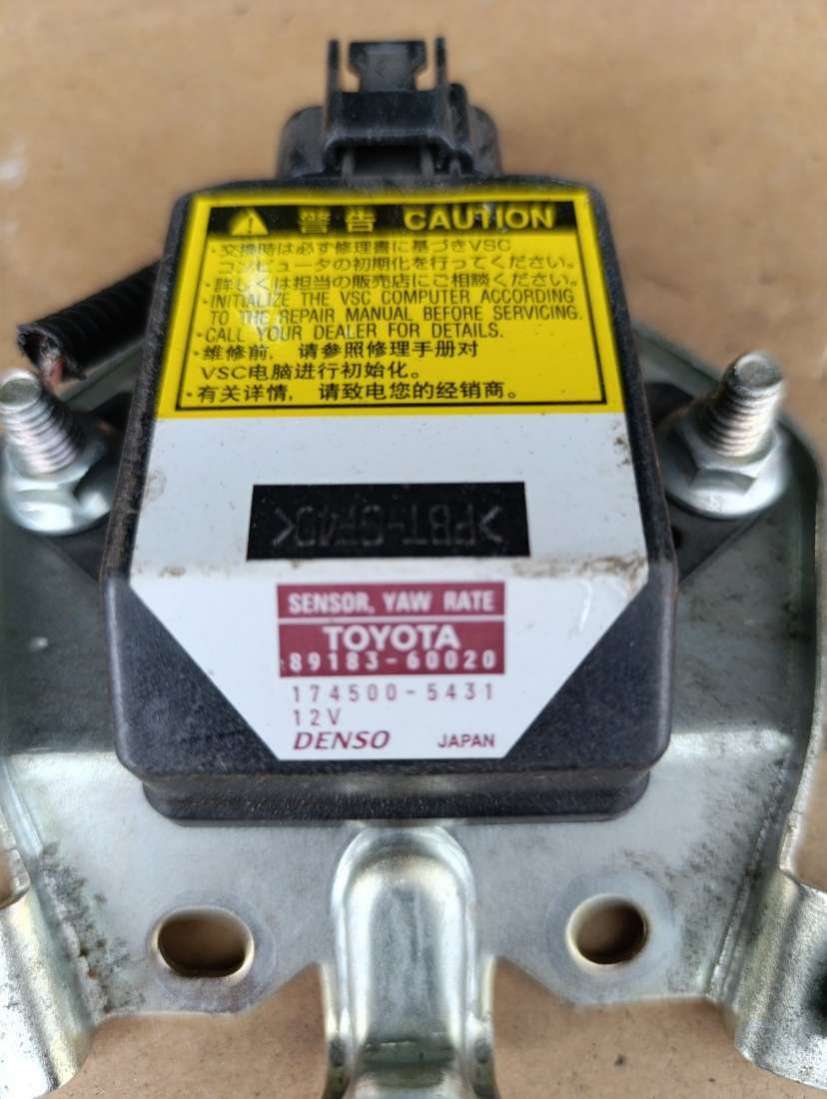 警告 CAUTION
・交換時は必ず修理書に基づきVSC
コンピュータの初期化を行ってください。
・詳しくは担当の販売店にご相談ください。
・INITIALIZE THE VSC COMPUTER ACCORDING
TO THE REPAIR MANUAL BEFORE SERVICING.
・CALL YOUR DEALER FOR DETAILS.
・维修前，请参照修理手册对
VSC电脑进行初始化。
・有关详情，请致电您的经销商。
>PBT-GF40<
SENSOR, YAW RATE
TOYOTA
89183-60020
174500-5431
12V
DENSO JAPAN